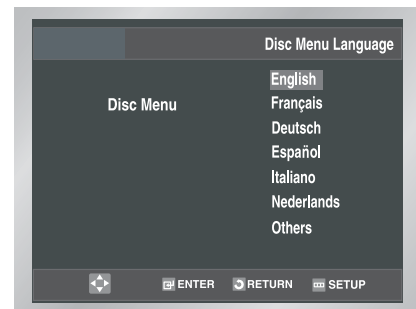 Disc Menu Language
English
Disc Menu
Français
Deutsch
Español
Italiano
Nederlands
Others
ENTER RETURN SETUP